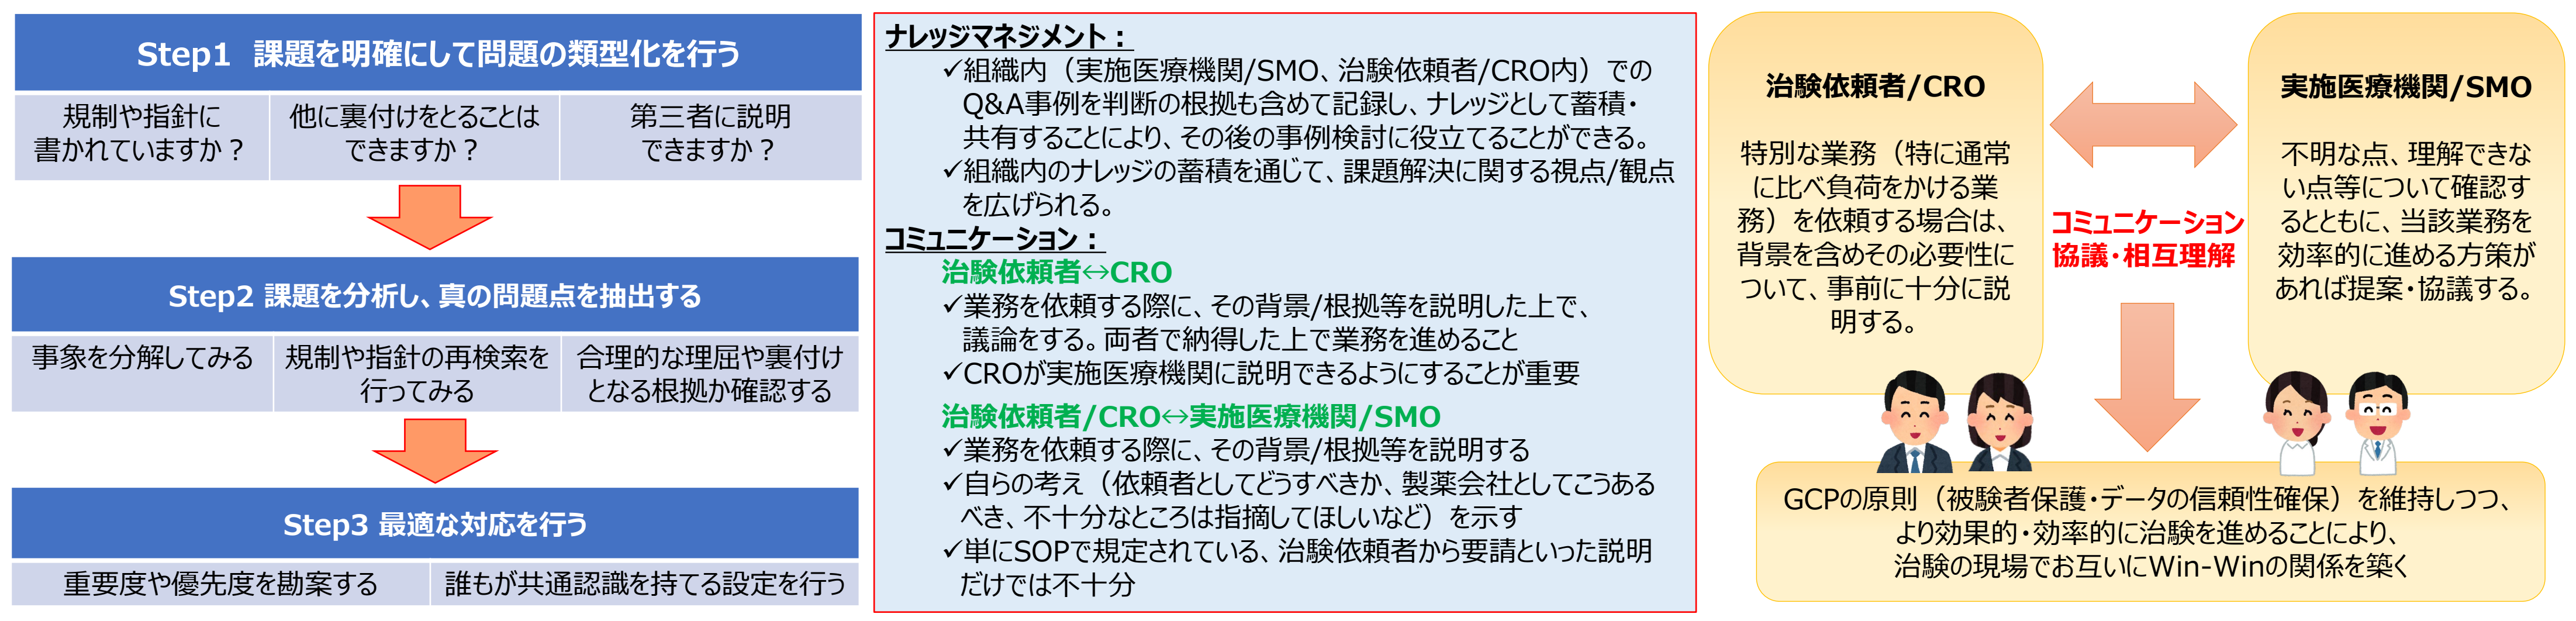 Step1 課題を明確にして問題の類型化を行う
規制や指針に
書かれていますか？
他に裏付けをとることは
できますか？
第三者に説明
できますか？
Step2 課題を分析し、真の問題点を抽出する
事象を分解してみる
規制や指針の再検索を
行ってみる
合理的な理屈や裏付け
となる根拠か確認する
Step3 最適な対応を行う
重要度や優先度を勘案する
誰もが共通認識を持てる設定を行う
ナレッジマネジメント：
✓組織内（実施医療機関/SMO、治験依頼者/CRO内）での
Q&A事例を判断の根拠も含めて記録し、ナレッジとして蓄積・
共有することにより、その後の事例検討に役立てることができる。
✓組織内のナレッジの蓄積を通じて、課題解決に関する視点/観点
を広げられる。
コミュニケーション：
治験依頼者↔CRO
✓業務を依頼する際に、その背景/根拠等を説明した上で、
議論をする。両者で納得した上で業務を進めること
✓CROが実施医療機関に説明できるようにすることが重要
治験依頼者/CRO↔実施医療機関/SMO
✓業務を依頼する際に、その背景/根拠等を説明する
✓自らの考え（依頼者としてどうすべきか、製薬会社としてこうある
べき、不十分なところは指摘してほしいなど）を示す
✓単にSOPで規定されている、治験依頼者から要請といった説明
だけでは不十分
治験依頼者/CRO
特別な業務（特に通常
に比べ負荷をかける業
務）を依頼する場合は、
背景を含めその必要性に
ついて、事前に十分に説
明する。
コミュニケーション
協議・相互理解
実施医療機関/SMO
不明な点、理解できな
い点等について確認す
るとともに、当該業務を
効率的に進める方策が
あれば提案・協議する。
GCPの原則（被験者保護・データの信頼性確保）を維持しつつ、
より効果的・効率的に治験を進めることにより、
治験の現場でお互いにWin-Winの関係を築く